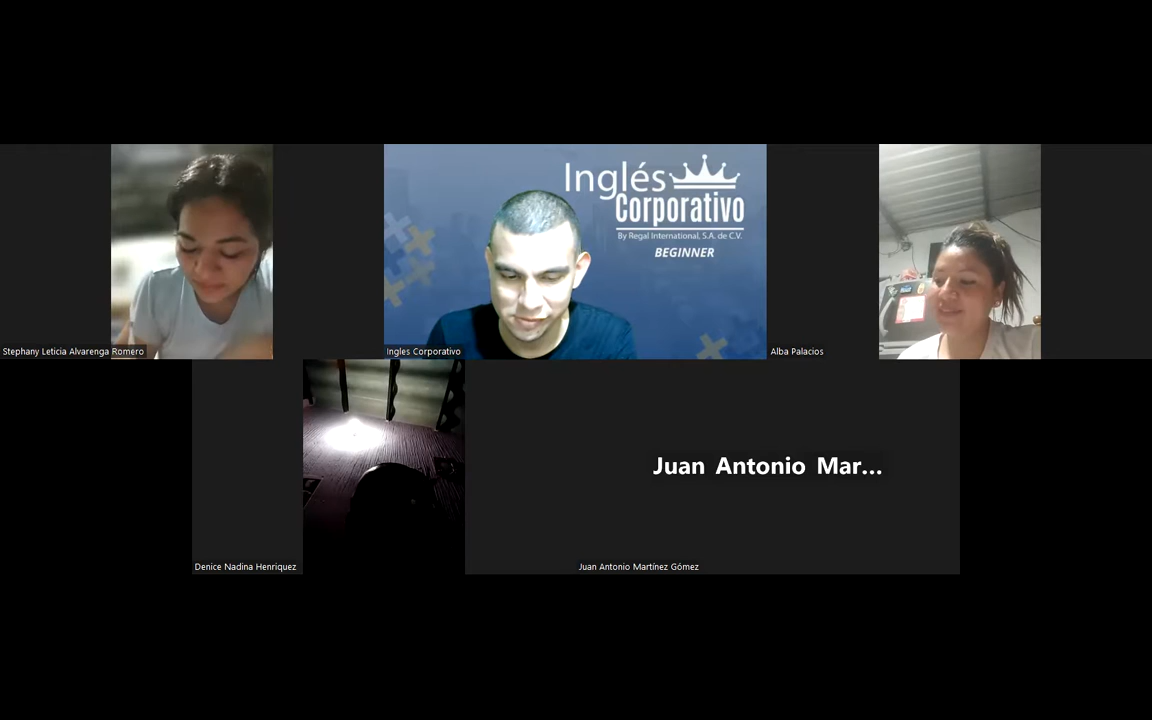 Inglés
Corporativo
By Regal International, S.A. de C.V.
BEGINNER
Stephany Leticia Alvarenga Romero
Ingles Corporativo
Alba Palacios
Juan Antonio Mar...
Denice Nadina Henriquez
Juan Antonio Martínez Gómez